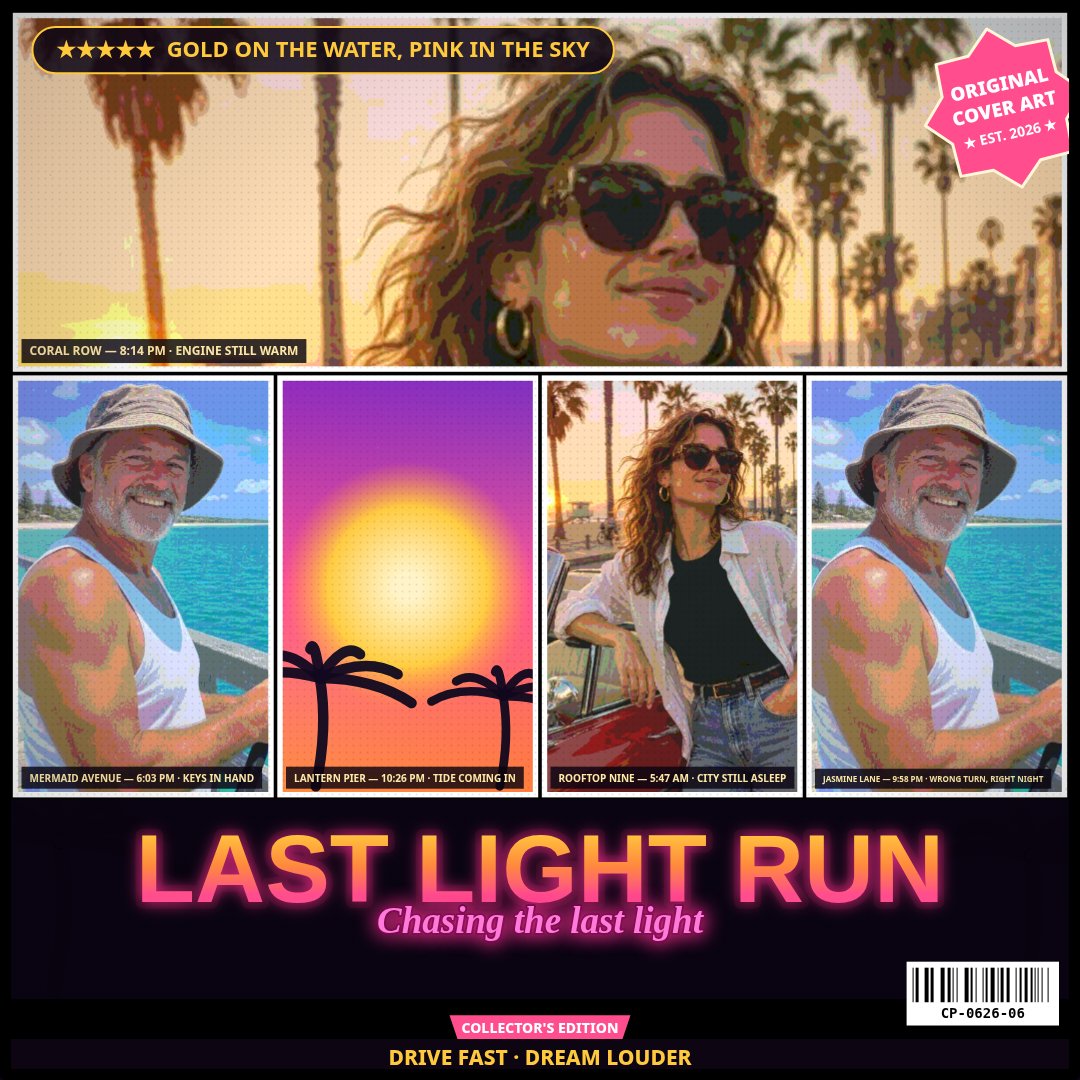 ★★★★★ GOLD ON THE WATER, PINK IN THE SKY
ORIGINAL
COVER ART
★ EST. 2026 ★
CORAL ROW — 8:14 PM · ENGINE STILL WARM
MERMAID AVENUE — 6:03 PM · KEYS IN HAND
LANTERN PIER — 10:26 PM · TIDE COMING IN
ROOFTOP NINE — 5:47 AM · CITY STILL ASLEEP
JASMINE LANE — 9:58 PM · WRONG TURN, RIGHT NIGHT
LAST LIGHT RUN
Chasing the last light
CP-0626-06
COLLECTOR'S EDITION
DRIVE FAST · DREAM LOUDER